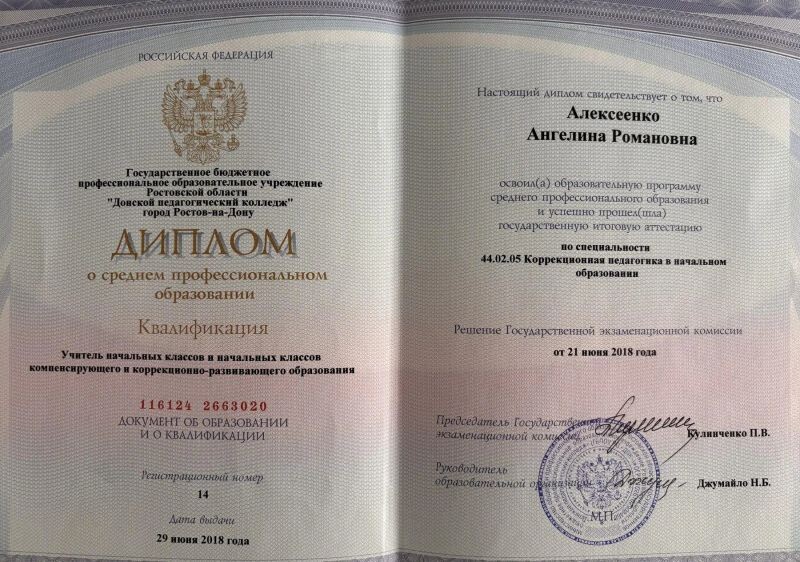 РОССИЙСКАЯ ФЕДЕРАЦИЯ
Государственное бюджетное
профессиональное образовательное учреждение
Ростовской области
"Донской педагогический колледж"
город Ростов-на-Дону
ДИПЛОМ
о среднем профессиональном
образовании
Квалификация
Учитель начальных классов и начальных классов
компенсирующего и коррекционно-развивающего образования
116124 2663020
ДОКУМЕНТ ОБ ОБРАЗОВАНИИ
И О КВАЛИФИКАЦИИ
Регистрационный номер
14
Дата выдачи
29 июня 2018 года
Настоящий диплом свидетельствует о том, что
Алексеенко
Ангелина Романовна
освоил(а) образовательную программу
среднего профессионального образования
и успешно прошел(шла)
государственную итоговую аттестацию
по специальности
44.02.05 Коррекционная педагогика в начальном
образовании
Решение Государственной экзаменационной комиссии
от 21 июня 2018 года
Председатель Государственной
экзаменационной комиссии
Кулинченко П.В.
Руководитель
образовательной организации
Джумайло Н.Б.
М.П.